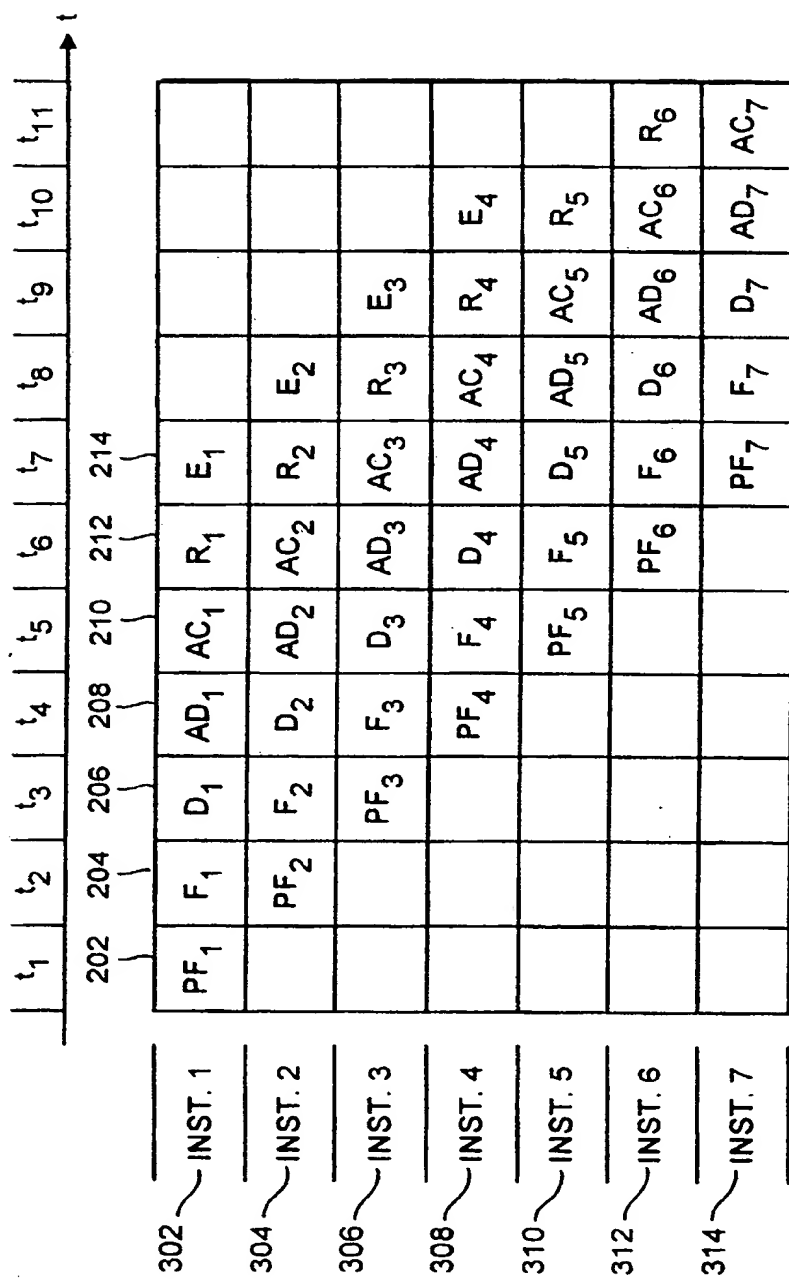 t₁ t₂ t₃ t₄ t₅ t₆ t₇ t₈ t₉ t₁₀ t₁₁ t
202 204 206 208 210 212 214
302 INST. 1 PF₁ F₁ D₁ AD₁ AC₁ R₁ E₁
304 INST. 2 PF₂ F₂ D₂ AD₂ AC₂ R₂ E₂
306 INST. 3 PF₃ F₃ D₃ AD₃ AC₃ R₃ E₃
308 INST. 4 PF₄ F₄ D₄ AD₄ AC₄ R₄ E₄
310 INST. 5 PF₅ F₅ D₅ AD₅ AC₅ R₅
312 INST. 6 PF₆ F₆ D₆ AD₆ AC₆ R₆
314 INST. 7 PF₇ F₇ D₇ AD₇ AC₇